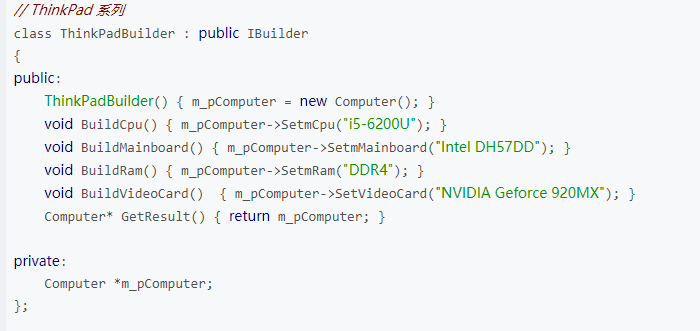 // ThinkPad 系列
class ThinkPadBuilder : public IBuilder
{
public:
    ThinkPadBuilder() { m_pComputer = new Computer(); }
    void BuildCpu() { m_pComputer->SetmCpu("i5-6200U"); }
    void BuildMainboard() { m_pComputer->SetmMainboard("Intel DH57DD"); }
    void BuildRam() { m_pComputer->SetmRam("DDR4"); }
    void BuildVideoCard()  { m_pComputer->SetVideoCard("NVIDIA Geforce 920MX"); }
    Computer* GetResult() { return m_pComputer; }

private:
    Computer *m_pComputer;
};